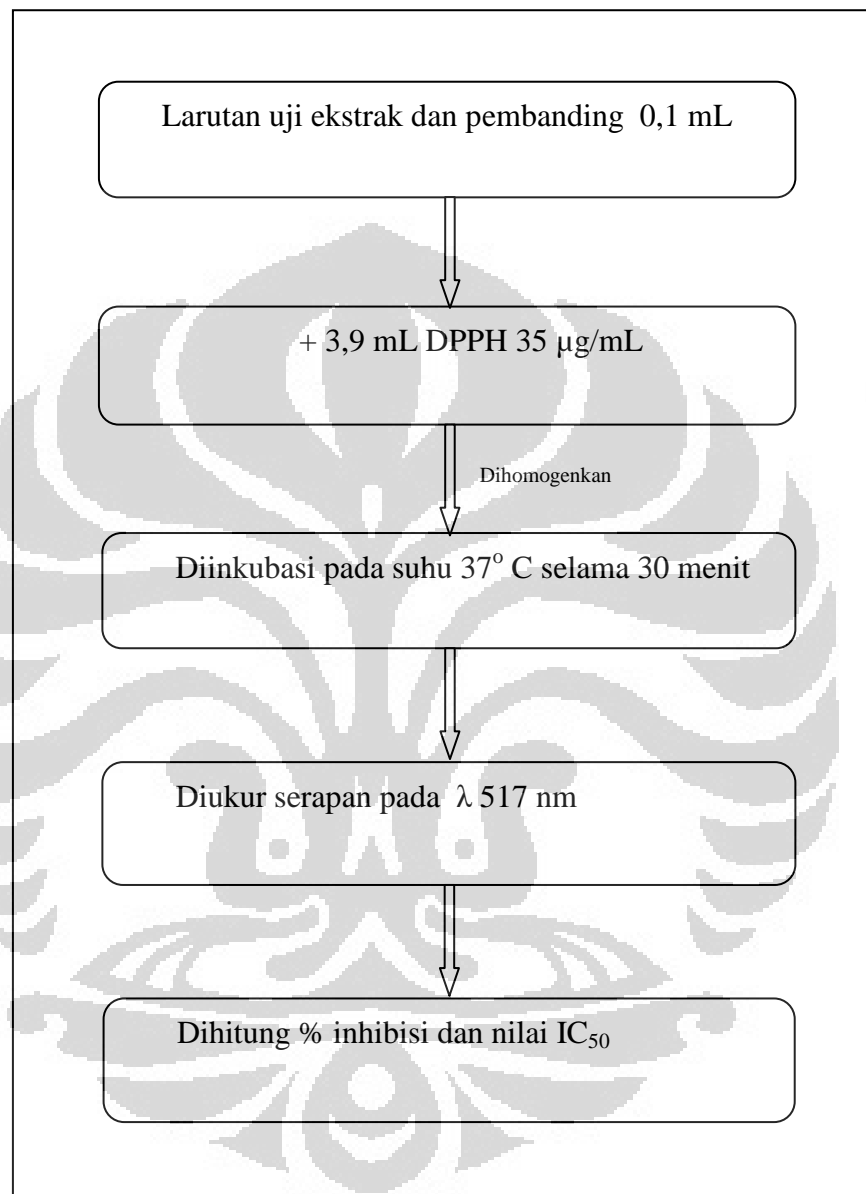 Larutan uji ekstrak dan pembanding 0,1 mL
+ 3,9 mL DPPH 35 µg/mL
Dihomogenkan
Diinkubasi pada suhu 37° C selama 30 menit
Diukur serapan pada λ 517 nm
Dihitung % inhibisi dan nilai IC₅₀